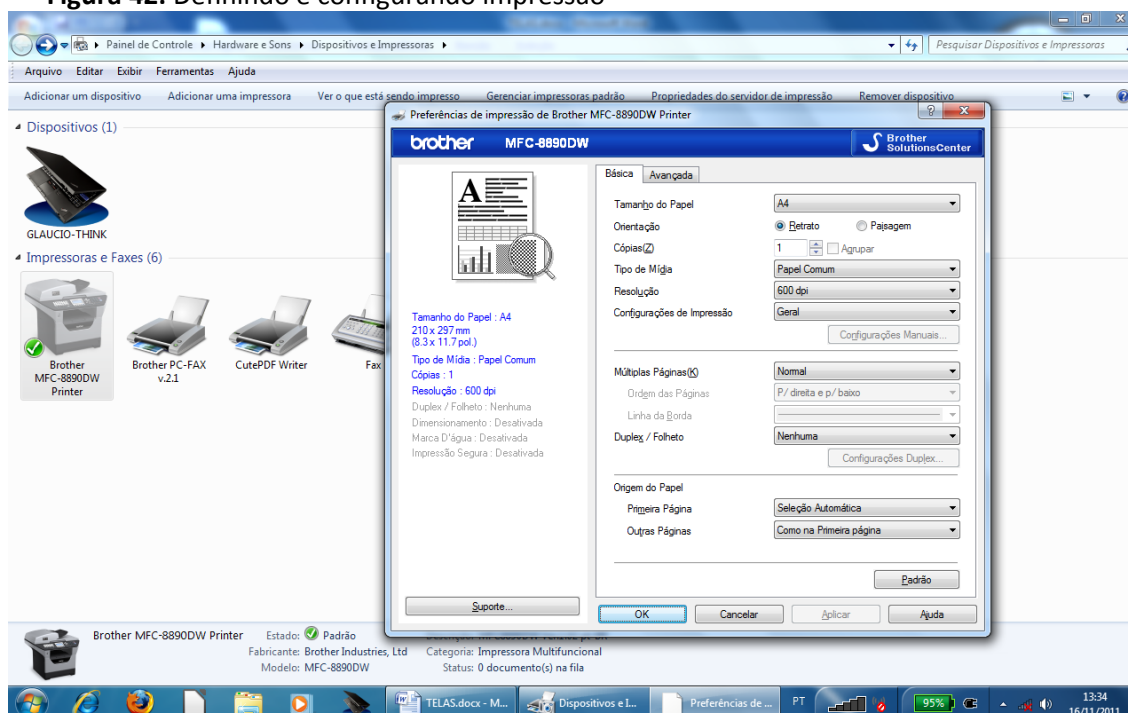 Figura 42: Definindo e configurando impressão
Painel de Controle ▸ Hardware e Sons ▸ Dispositivos e Impressoras ▸
Pesquisar Dispositivos e Impressoras
Arquivo Editar Exibir Ferramentas Ajuda
Adicionar um dispositivo Adicionar uma impressora Ver o que está sendo impresso Gerenciar impressoras padrão Propriedades do servidor de impressão Remover dispositivo
Dispositivos (1)
GLAUCIO-THINK
Impressoras e Faxes (6)
Brother
MFC-8890DW
Printer
Brother PC-FAX
v.2.1
CutePDF Writer
Fax
Preferências de impressão de Brother MFC-8890DW Printer
brother MFC-8890DW
Brother
SolutionsCenter
Tamanho do Papel : A4
210 x 297 mm
(8.3 x 11.7 pol.)
Tipo de Mídia : Papel Comum
Cópias : 1
Resolução : 600 dpi
Duplex / Folheto : Nenhuma
Dimensionamento : Desativada
Marca D'água : Desativada
Impressão Segura : Desativada
Suporte...
Básica Avançada
Tamanho do Papel A4
Orientação Retrato Paisagem
Cópias(Z) 1 Agrupar
Tipo de Mídia Papel Comum
Resolução 600 dpi
Configurações de Impressão Geral
Configurações Manuais...
Múltiplas Páginas(K) Normal
Ordem das Páginas P/ direita e p/ baixo
Linha da Borda
Duplex / Folheto Nenhuma
Configurações Duplex...
Origem do Papel
Primeira Página Seleção Automática
Outras Páginas Como na Primeira página
Padrão
OK Cancelar Aplicar Ajuda
Brother MFC-8890DW Printer Estado: Padrão
Fabricante: Brother Industries, Ltd Categoria: Impressora Multifuncional
Modelo: MFC-8890DW Status: 0 documento(s) na fila
TELAS.docx - M... Dispositivos e I... Preferências de ... PT 95% 13:34
16/11/2011